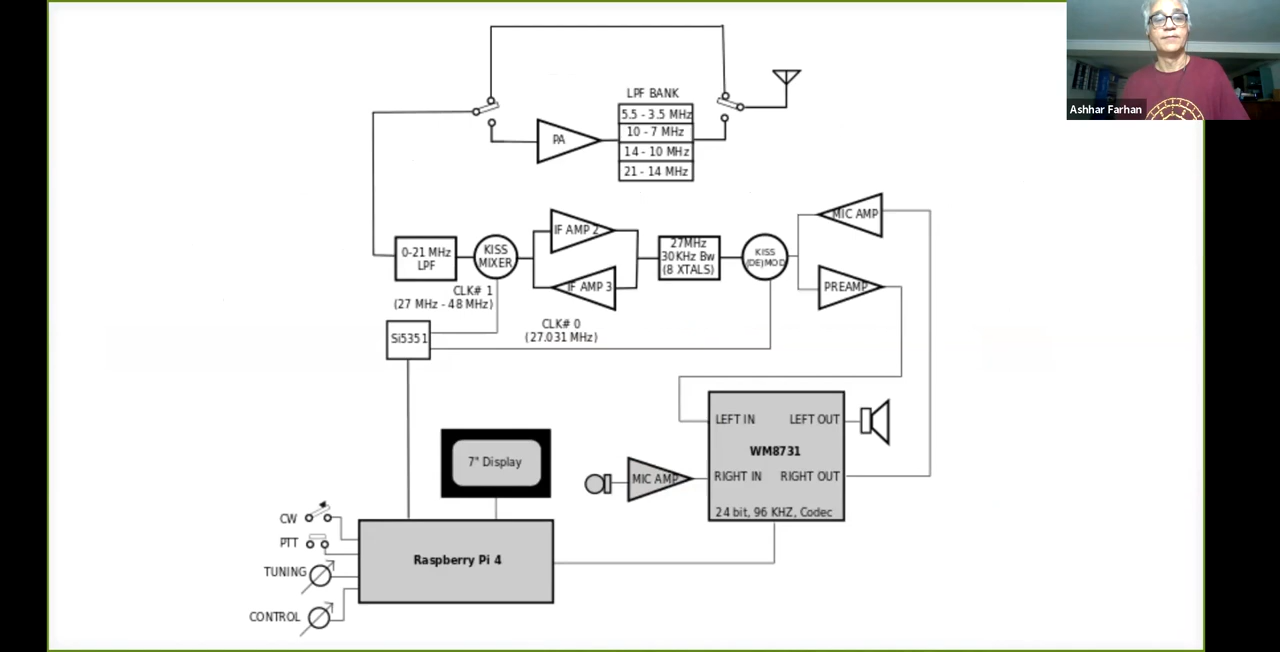 Ashhar Farhan
LPF BANK
5.5 - 3.5 MHz
10 - 7 MHz
14 - 10 MHz
21 - 14 MHz
PA
MIC AMP
IF AMP 2
0-21 MHz
LPF
KISS
MIXER
27MHz
30KHz Bw
(8 XTALS)
KISS
(DE)MOD
IF AMP 3
PREAMP
CLK# 1
(27 MHz - 48 MHz)
Si5351
CLK# 0
(27.031 MHz)
LEFT IN
LEFT OUT
WM8731
RIGHT IN
RIGHT OUT
24 bit, 96 KHZ, Codec
7" Display
MIC AMP
CW
PTT
TUNING
CONTROL
Raspberry Pi 4